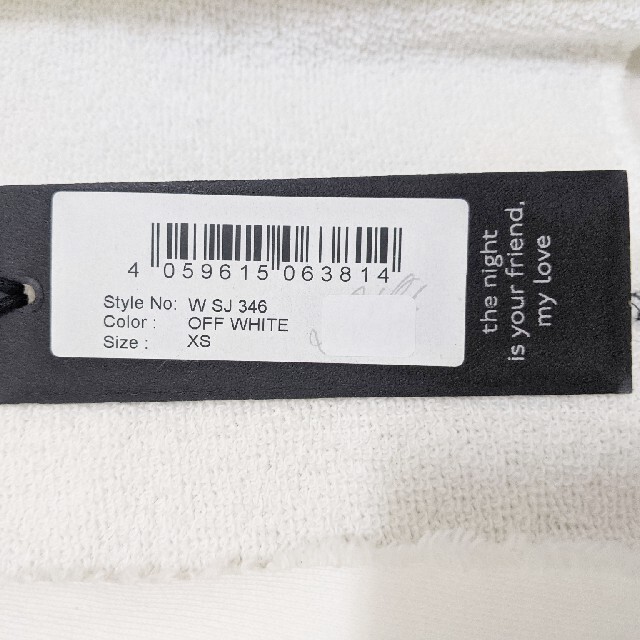 4 059615 063814
Style No: W SJ 346
Color : OFF WHITE
Size : XS
the night
is your friend,
my love